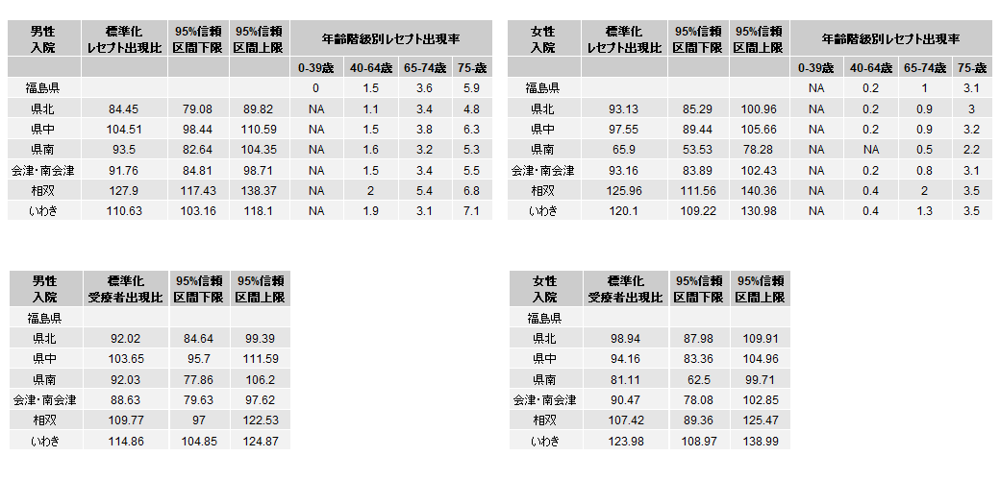 男性 標準化 95%信頼 95%信頼 年齢階級別レセプト出現率
入院 レセプト出現比 区間下限 区間上限
0-39歳 40-64歳 65-74歳 75-歳
福島県 0 1.5 3.6 5.9
県北 84.45 79.08 89.82 NA 1.1 3.4 4.8
県中 104.51 98.44 110.59 NA 1.5 3.8 6.3
県南 93.5 82.64 104.35 NA 1.6 3.2 5.3
会津・南会津 91.76 84.81 98.71 NA 1.5 3.4 5.5
相双 127.9 117.43 138.37 NA 2 5.4 6.8
いわき 110.63 103.16 118.1 NA 1.9 3.1 7.1
女性 標準化 95%信頼 95%信頼 年齢階級別レセプト出現率
入院 レセプト出現比 区間下限 区間上限
0-39歳 40-64歳 65-74歳 75-歳
福島県 NA 0.2 1 3.1
県北 93.13 85.29 100.96 NA 0.2 0.9 3
県中 97.55 89.44 105.66 NA 0.2 0.9 3.2
県南 65.9 53.53 78.28 NA NA 0.5 2.2
会津・南会津 93.16 83.89 102.43 NA 0.2 0.8 3.1
相双 125.96 111.56 140.36 NA 0.4 2 3.5
いわき 120.1 109.22 130.98 NA 0.4 1.3 3.5
男性 標準化 95%信頼 95%信頼
入院 受療者出現比 区間下限 区間上限
福島県
県北 92.02 84.64 99.39
県中 103.65 95.7 111.59
県南 92.03 77.86 106.2
会津・南会津 88.63 79.63 97.62
相双 109.77 97 122.53
いわき 114.86 104.85 124.87
女性 標準化 95%信頼 95%信頼
入院 受療者出現比 区間下限 区間上限
福島県
県北 98.94 87.98 109.91
県中 94.16 83.36 104.96
県南 81.11 62.5 99.71
会津・南会津 90.47 78.08 102.85
相双 107.42 89.36 125.47
いわき 123.98 108.97 138.99